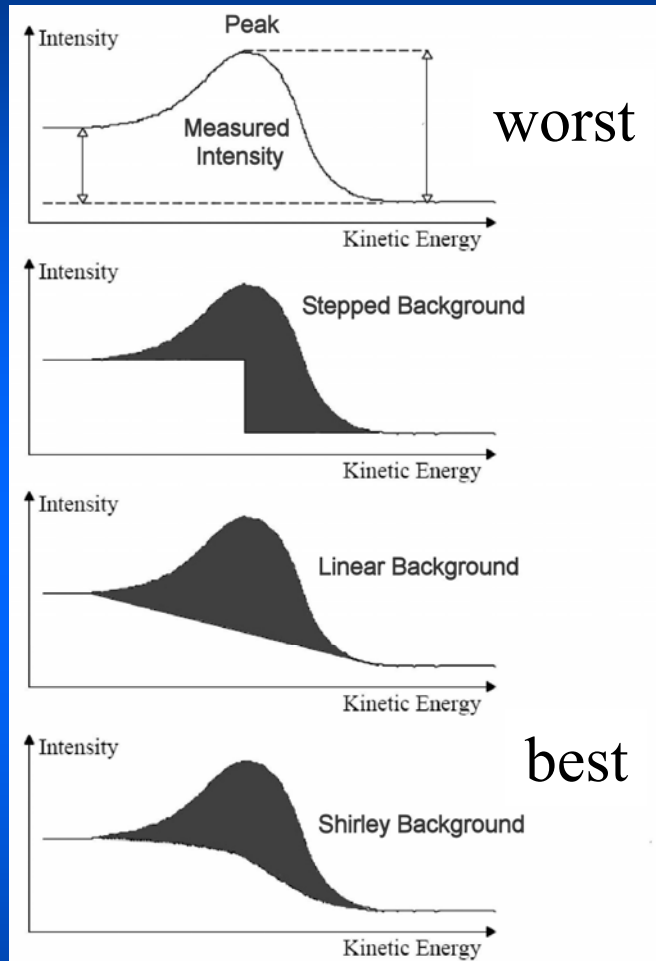 Intensity
Peak
worst
Measured
Intensity
Kinetic Energy
Intensity
Stepped Background
Kinetic Energy
Intensity
Linear Background
Kinetic Energy
Intensity
best
Shirley Background
Kinetic Energy